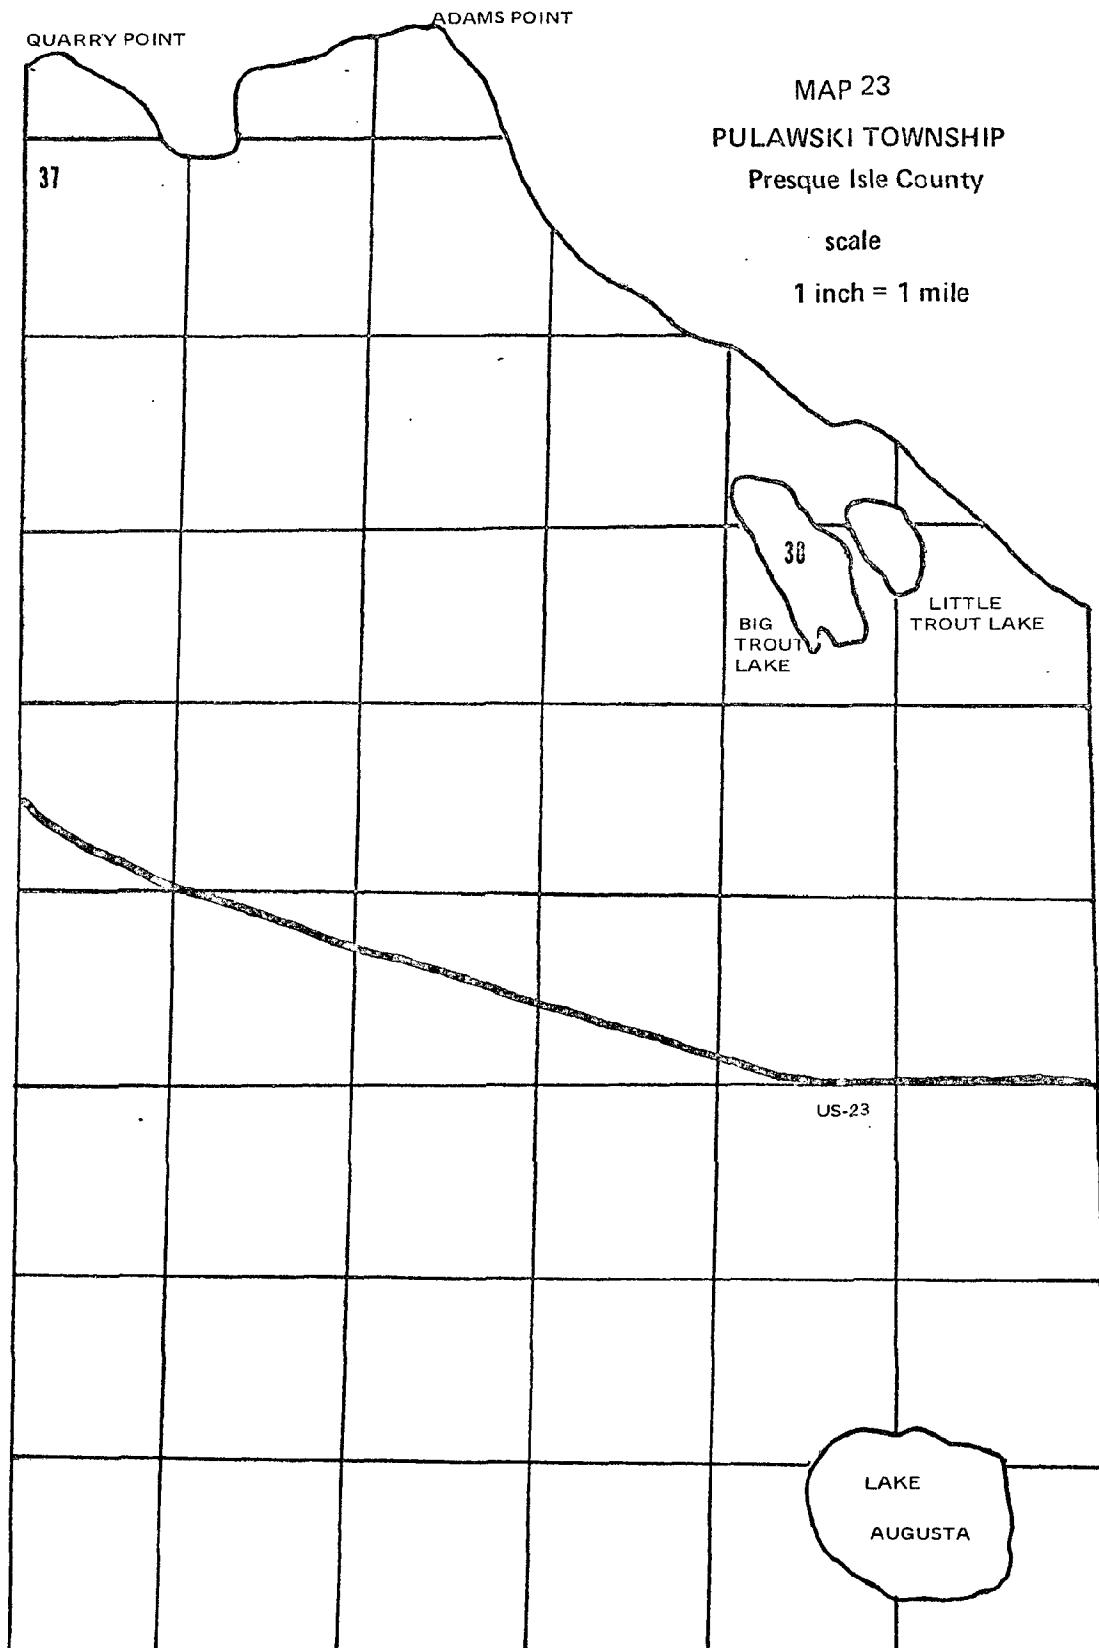 ADAMS POINT
QUARRY POINT
MAP 23
PULAWSKI TOWNSHIP
Presque Isle County
scale
1 inch = 1 mile
37
38
LITTLE
TROUT LAKE
BIG
TROUT
LAKE
US-23
LAKE
AUGUSTA